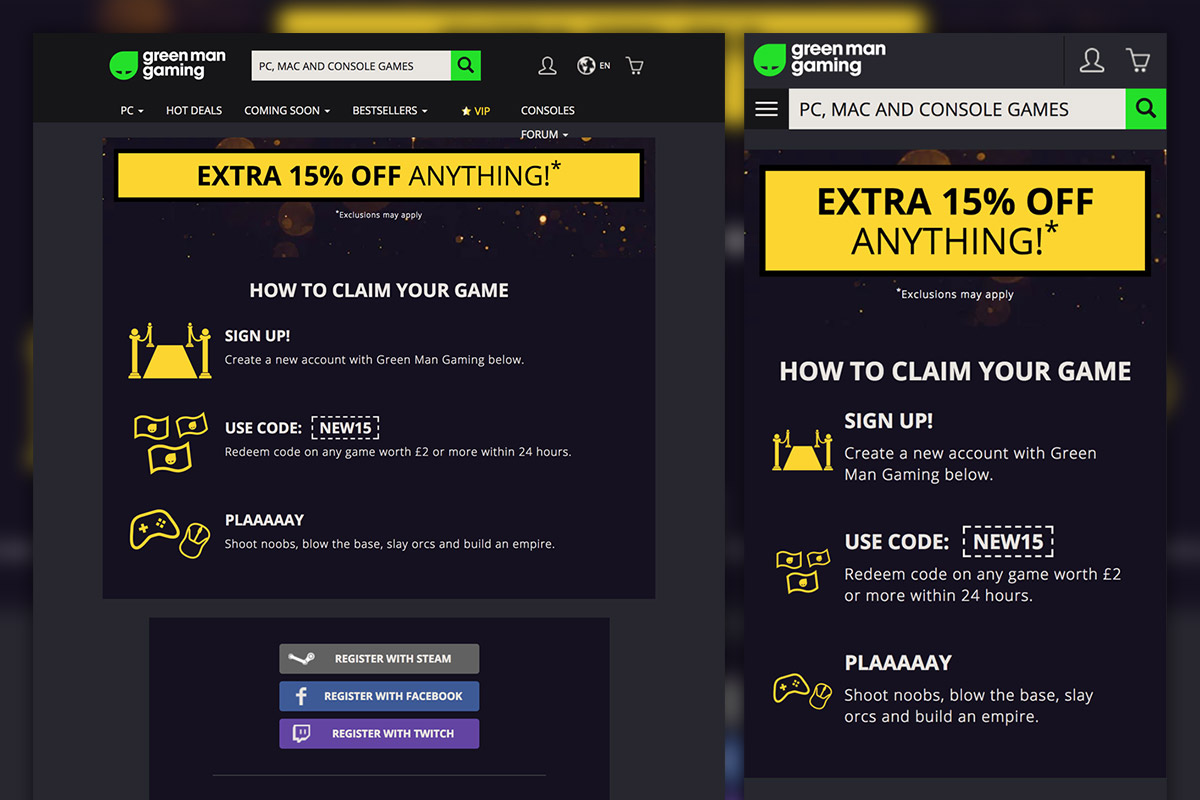 green man
gaming
PC, MAC AND CONSOLE GAMES
EN
PC
HOT DEALS
COMING SOON
BESTSELLERS
VIP
CONSOLES
FORUM
EXTRA 15% OFF ANYTHING!*
*Exclusions may apply
HOW TO CLAIM YOUR GAME
SIGN UP!
Create a new account with Green Man Gaming below.
USE CODE: NEW15
Redeem code on any game worth £2 or more within 24 hours.
PLAAAAAY
Shoot noobs, blow the base, slay orcs and build an empire.
REGISTER WITH STEAM
REGISTER WITH FACEBOOK
REGISTER WITH TWITCH
green man
gaming
PC, MAC AND CONSOLE GAMES
EXTRA 15% OFF
ANYTHING!*
*Exclusions may apply
HOW TO CLAIM YOUR GAME
SIGN UP!
Create a new account with Green
Man Gaming below.
USE CODE: NEW15
Redeem code on any game worth £2
or more within 24 hours.
PLAAAAAY
Shoot noobs, blow the base, slay
orcs and build an empire.